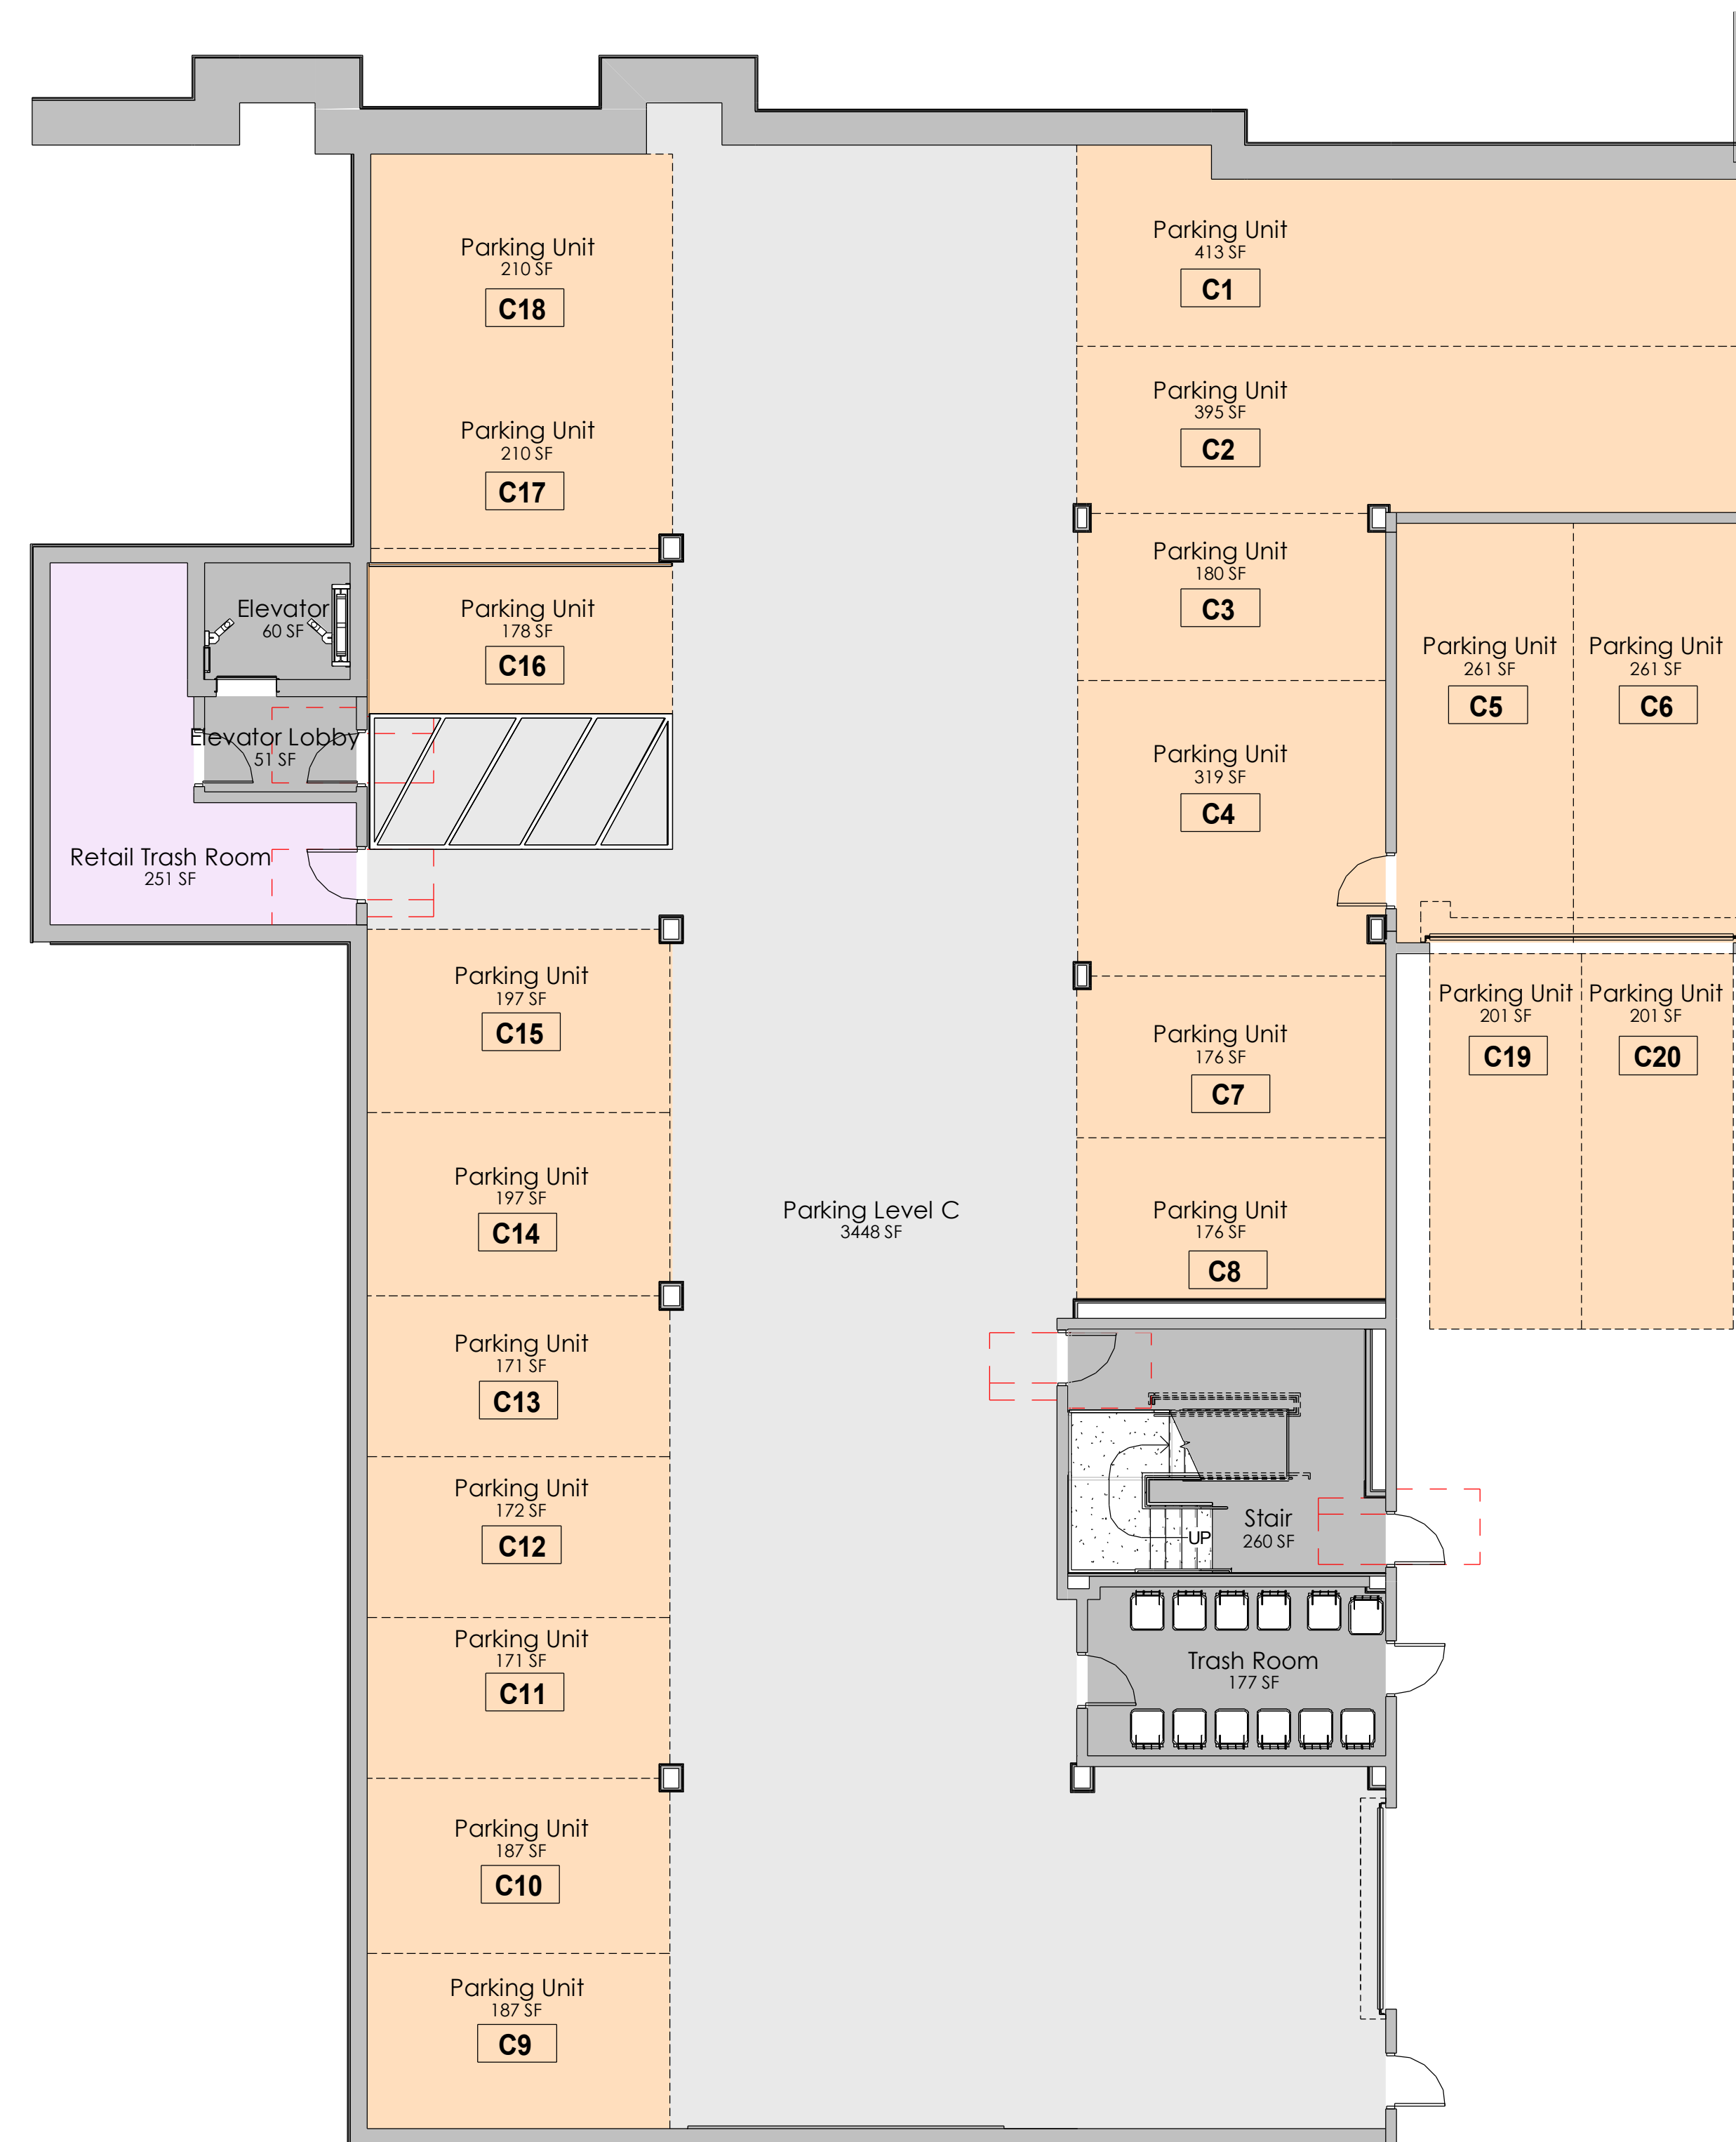 Parking Unit
210 SF
C18
Parking Unit
210 SF
C17
Parking Unit
178 SF
C16
Elevator
60 SF
Elevator Lobby
51 SF
Retail Trash Room
251 SF
Parking Unit
197 SF
C15
Parking Unit
197 SF
C14
Parking Unit
171 SF
C13
Parking Unit
172 SF
C12
Parking Unit
171 SF
C11
Parking Unit
187 SF
C10
Parking Unit
187 SF
C9
Parking Level C
3448 SF
Parking Unit
413 SF
C1
Parking Unit
395 SF
C2
Parking Unit
180 SF
C3
Parking Unit
319 SF
C4
Parking Unit
261 SF
C5
Parking Unit
261 SF
C6
Parking Unit
201 SF
C19
Parking Unit
201 SF
C20
Parking Unit
176 SF
C7
Parking Unit
176 SF
C8
Stair
260 SF
UP
Trash Room
177 SF